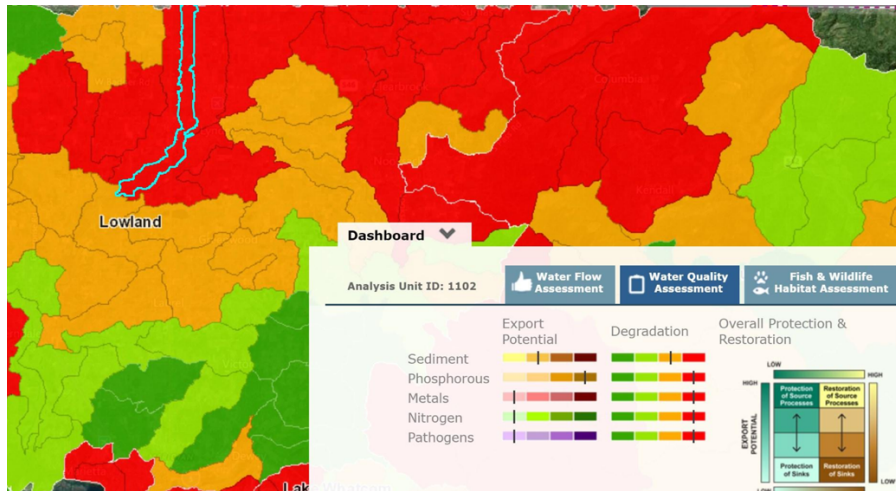 Lowland
Dashboard
Analysis Unit ID: 1102
Water Flow
Assessment
Water Quality
Assessment
Fish & Wildlife
Habitat Assessment
Export
Potential
Degradation
Overall Protection &
Restoration
Sediment
Phosphorous
Metals
Nitrogen
Pathogens
LOW
HIGH
HIGH
Protection
of Source
Processes
Restoration
of Source
Processes
EXPORT
POTENTIAL
Protection
of Sinks
Restoration
of Sinks
LOW
LOW